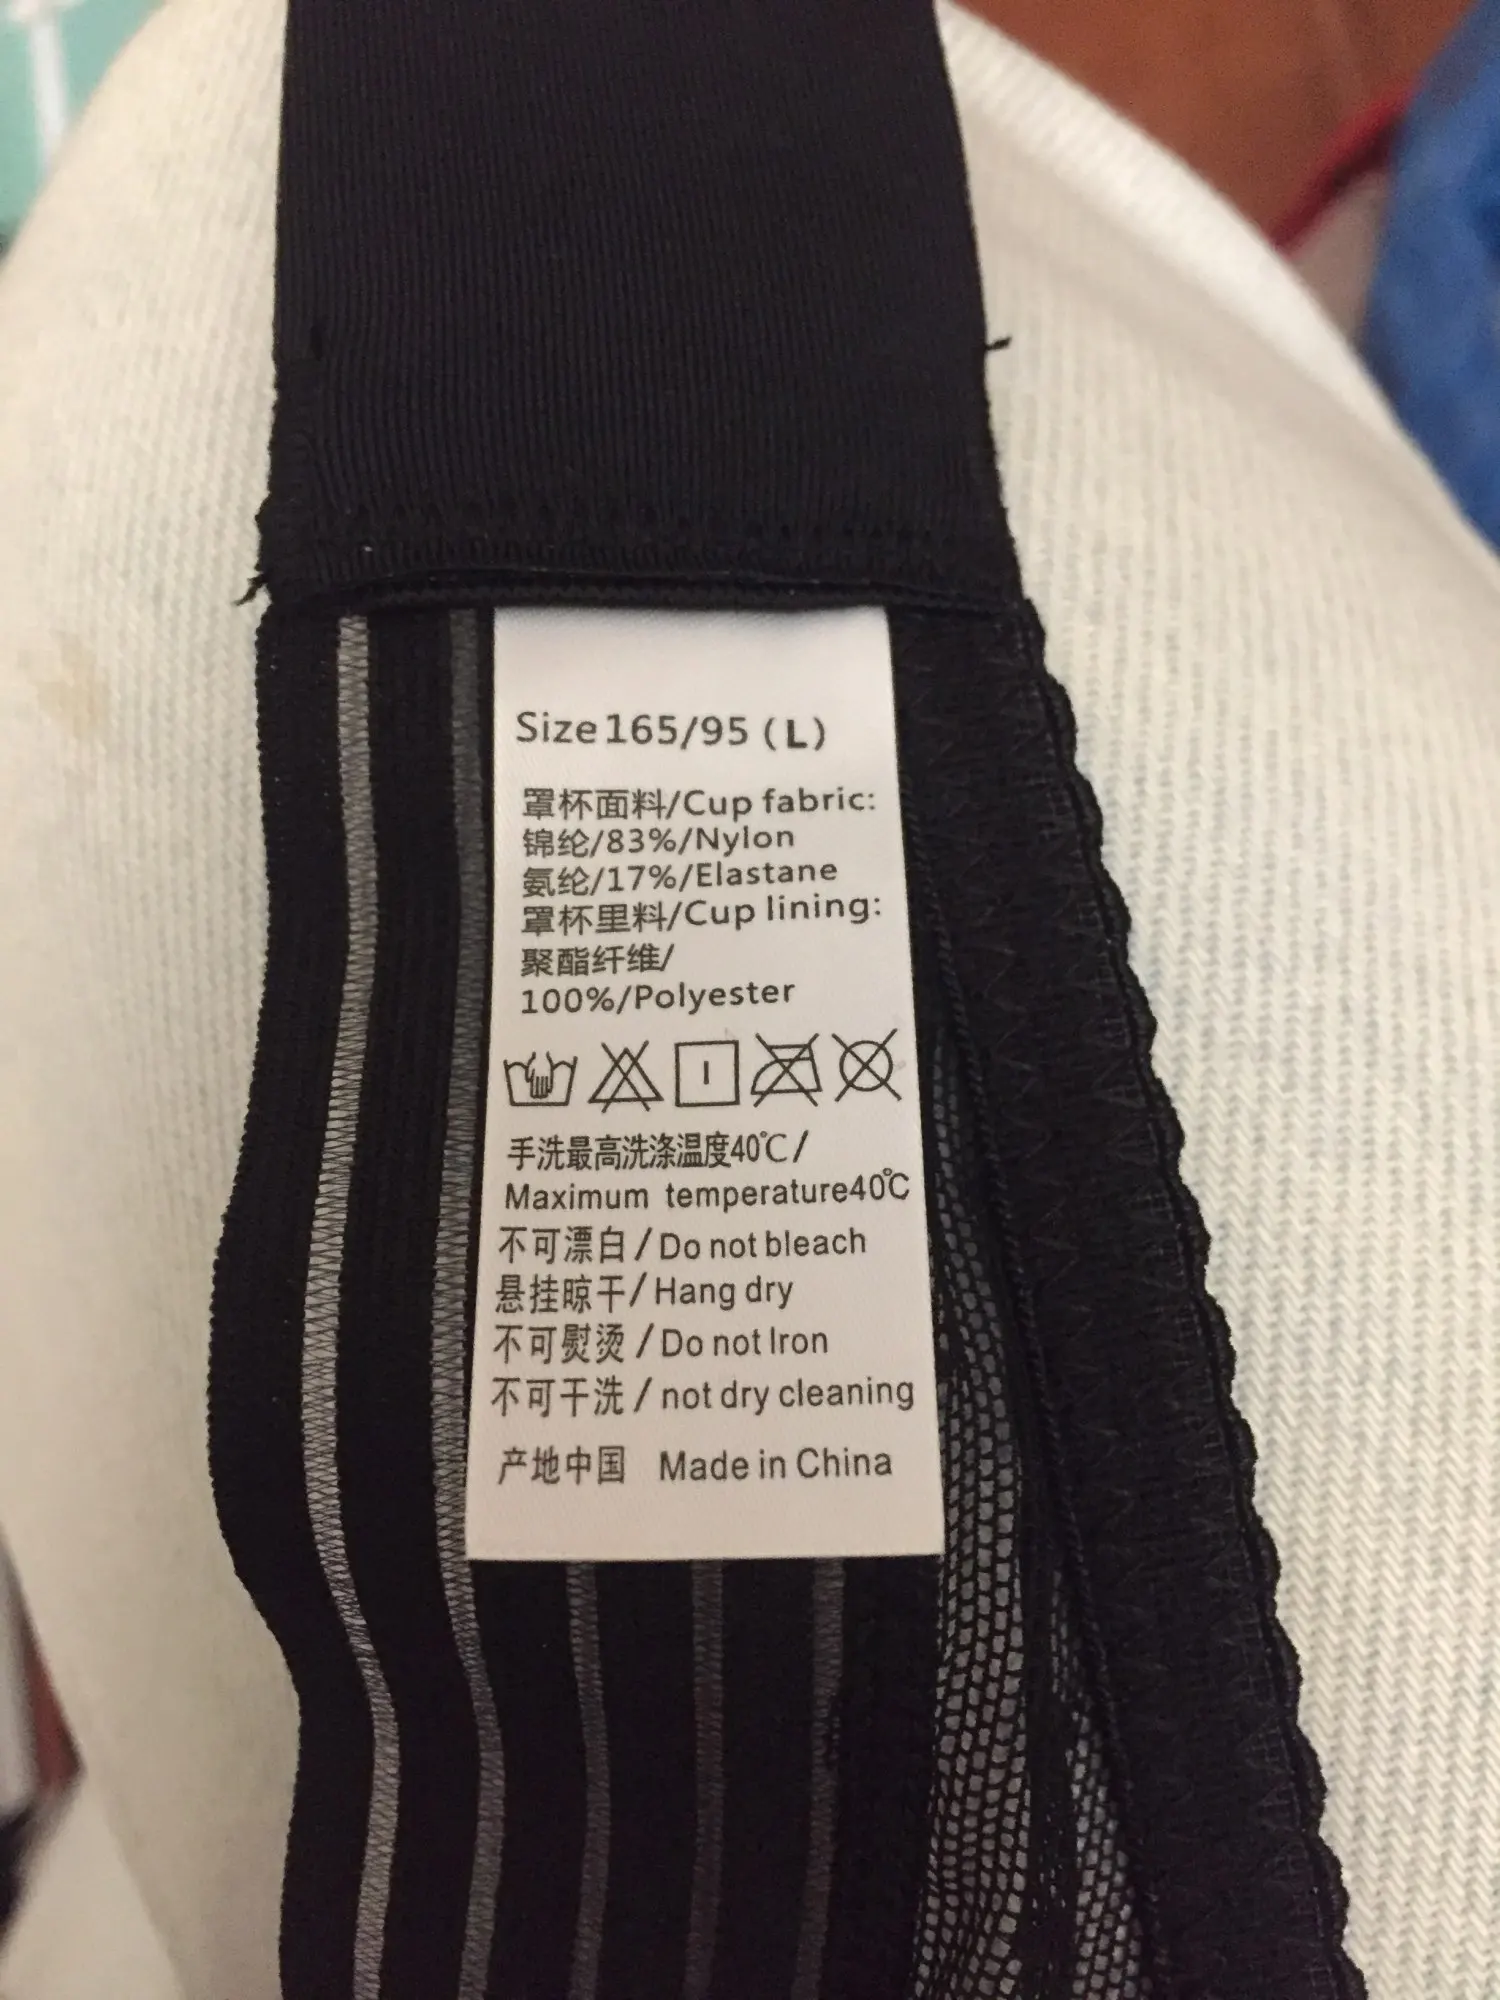 Size 165/95 (L)
罩杯面料/Cup fabric:
锦纶/83%/Nylon
氨纶/17%/Elastane
罩杯里料/Cup lining:
聚酯纤维/
100%/Polyester
手洗最高洗涤温度40℃/
Maximum temperature40℃
不可漂白/Do not bleach
悬挂晾干/Hang dry
不可熨烫/Do not Iron
不可干洗/not dry cleaning
产地中国 Made in China